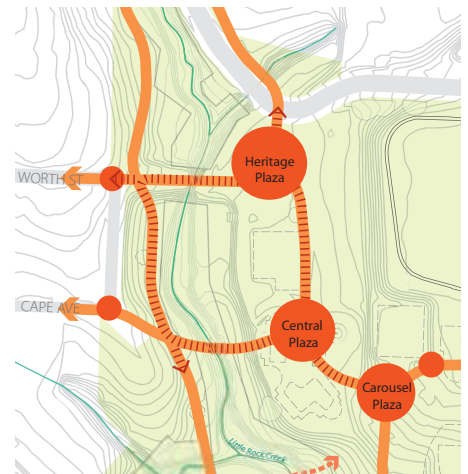 Heritage
Plaza
WORTH ST
CAPE AVE
Central
Plaza
Carousel
Plaza
Little Rock Creek